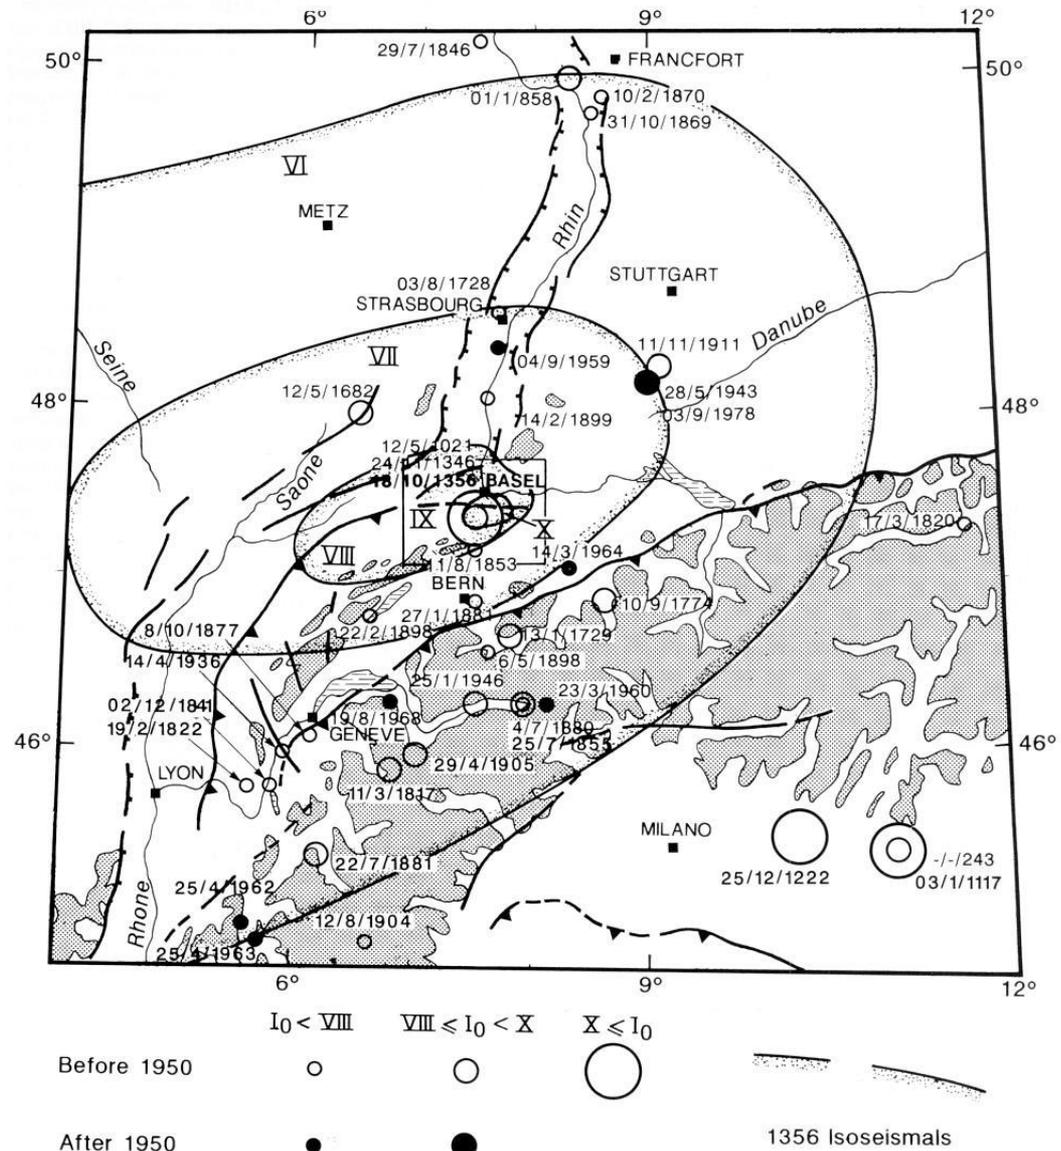 6° 9° 12°
50° 50°
29/7/1846
FRANCFORT
01/1/858
10/2/1870
31/10/1869
VI
METZ
Rhin
STUTTGART
03/8/1728
STRASBOURG
Danube
Seine
VII
11/11/1911
04/9/1959
12/5/1682
28/5/1943
03/9/1978
48° 48°
14/2/1899
12/5/1021
24/11/1346
18/10/1356 BASEL
Saone
IX
X
17/3/1820
VIII
14/3/1964
11/8/1853
BERN
27/1/1881
10/9/1774
8/10/1877
22/2/1898
13/1/1729
14/4/1936
6/5/1898
25/1/1946
23/3/1960
02/12/1841
19/2/1822
19/8/1968
GENEVE
4/7/1880
25/7/1855
46° 46°
LYON
29/4/1905
11/3/1817
MILANO
22/7/1881
25/12/1222
-/-/243
03/1/1117
25/4/1962
12/8/1904
Rhone
25/4/1963
6° 9° 12°
I₀ < VIII VIII ⩽ I₀ < X X ⩽ I₀
Before 1950
After 1950
1356 Isoseismals